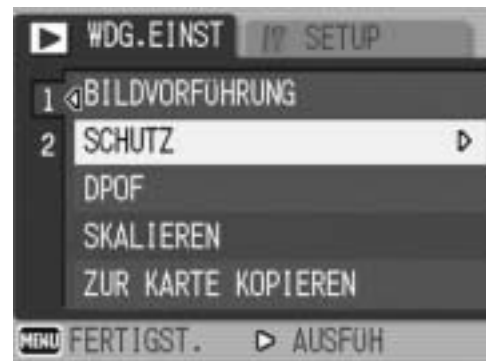 WDG.EINST SETUP
1 BILDVORFÜHRUNG
2 SCHUTZ
DPOF
SKALIEREN
ZUR KARTE KOPIEREN
MENU FERTIGST. AUSFÜH